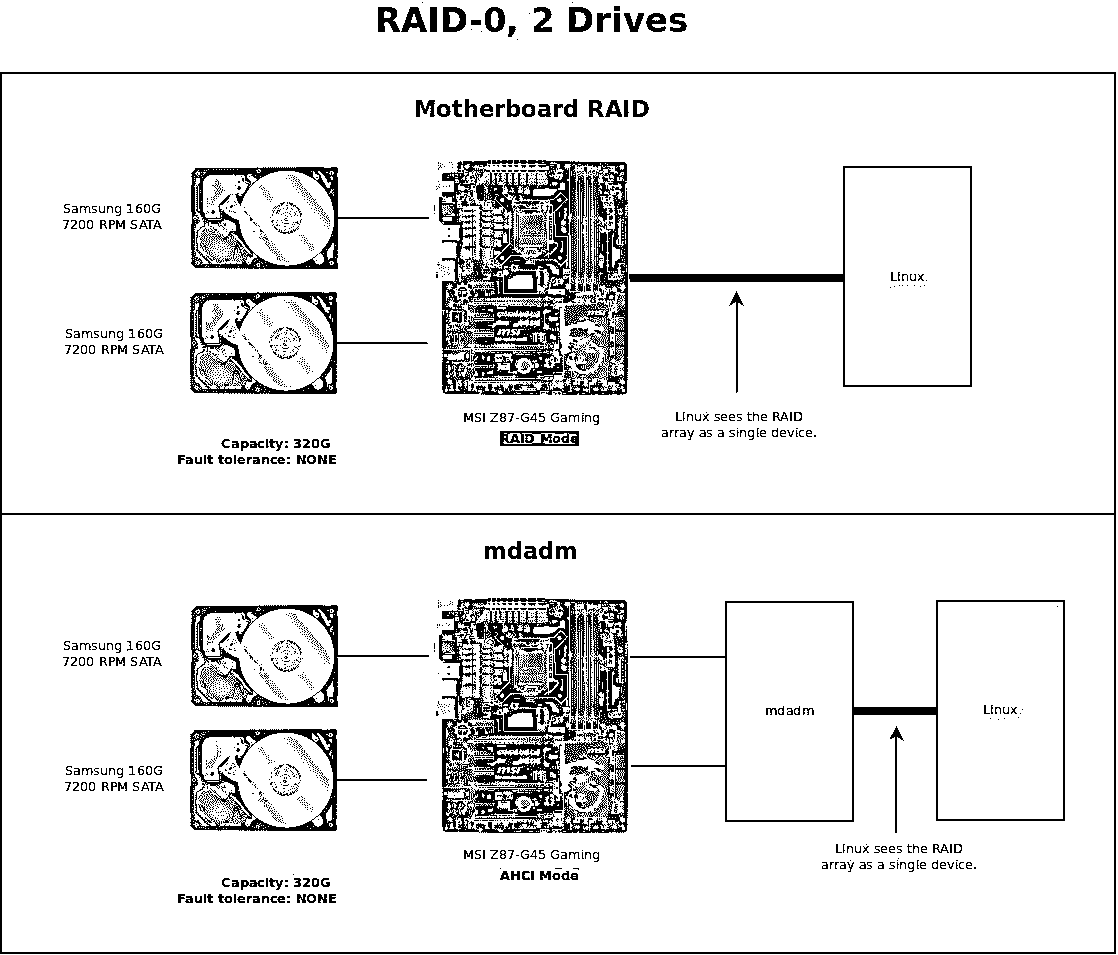 RAID-0, 2 Drives
Motherboard RAID
Samsung 160G
7200 RPM SATA
Samsung 160G
7200 RPM SATA
Linux
MSI Z87-G45 Gaming
RAID Mode
Linux sees the RAID
array as a single device.
Capacity: 320G
Fault tolerance: NONE
mdadm
Samsung 160G
7200 RPM SATA
Samsung 160G
7200 RPM SATA
mdadm
Linux
MSI Z87-G45 Gaming
AHCI Mode
Linux sees the RAID
array as a single device.
Capacity: 320G
Fault tolerance: NONE